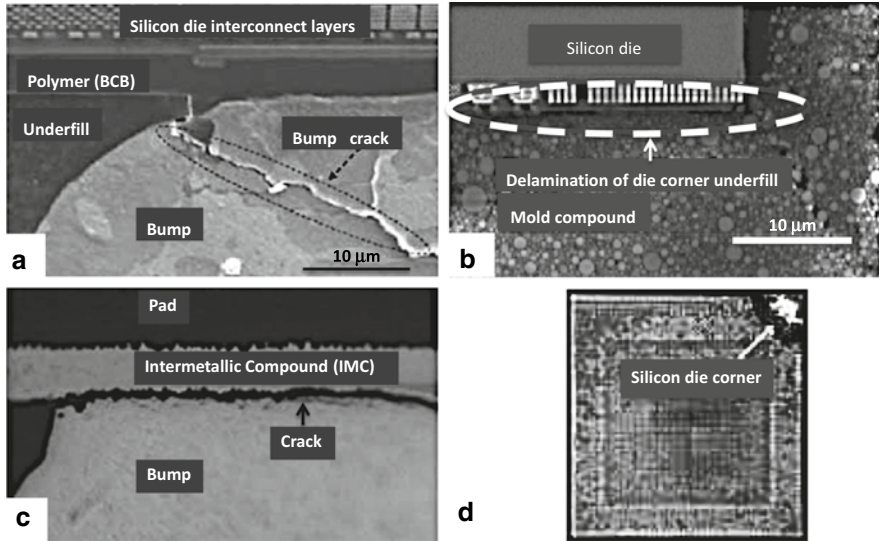 Silicon die interconnect layers
Polymer (BCB)
Underfill
Bump crack
Bump
10 μm
a
Silicon die
Delamination of die corner underfill
Mold compound
10 μm
b
Pad
Intermetallic Compound (IMC)
Crack
Bump
c
Silicon die corner
d